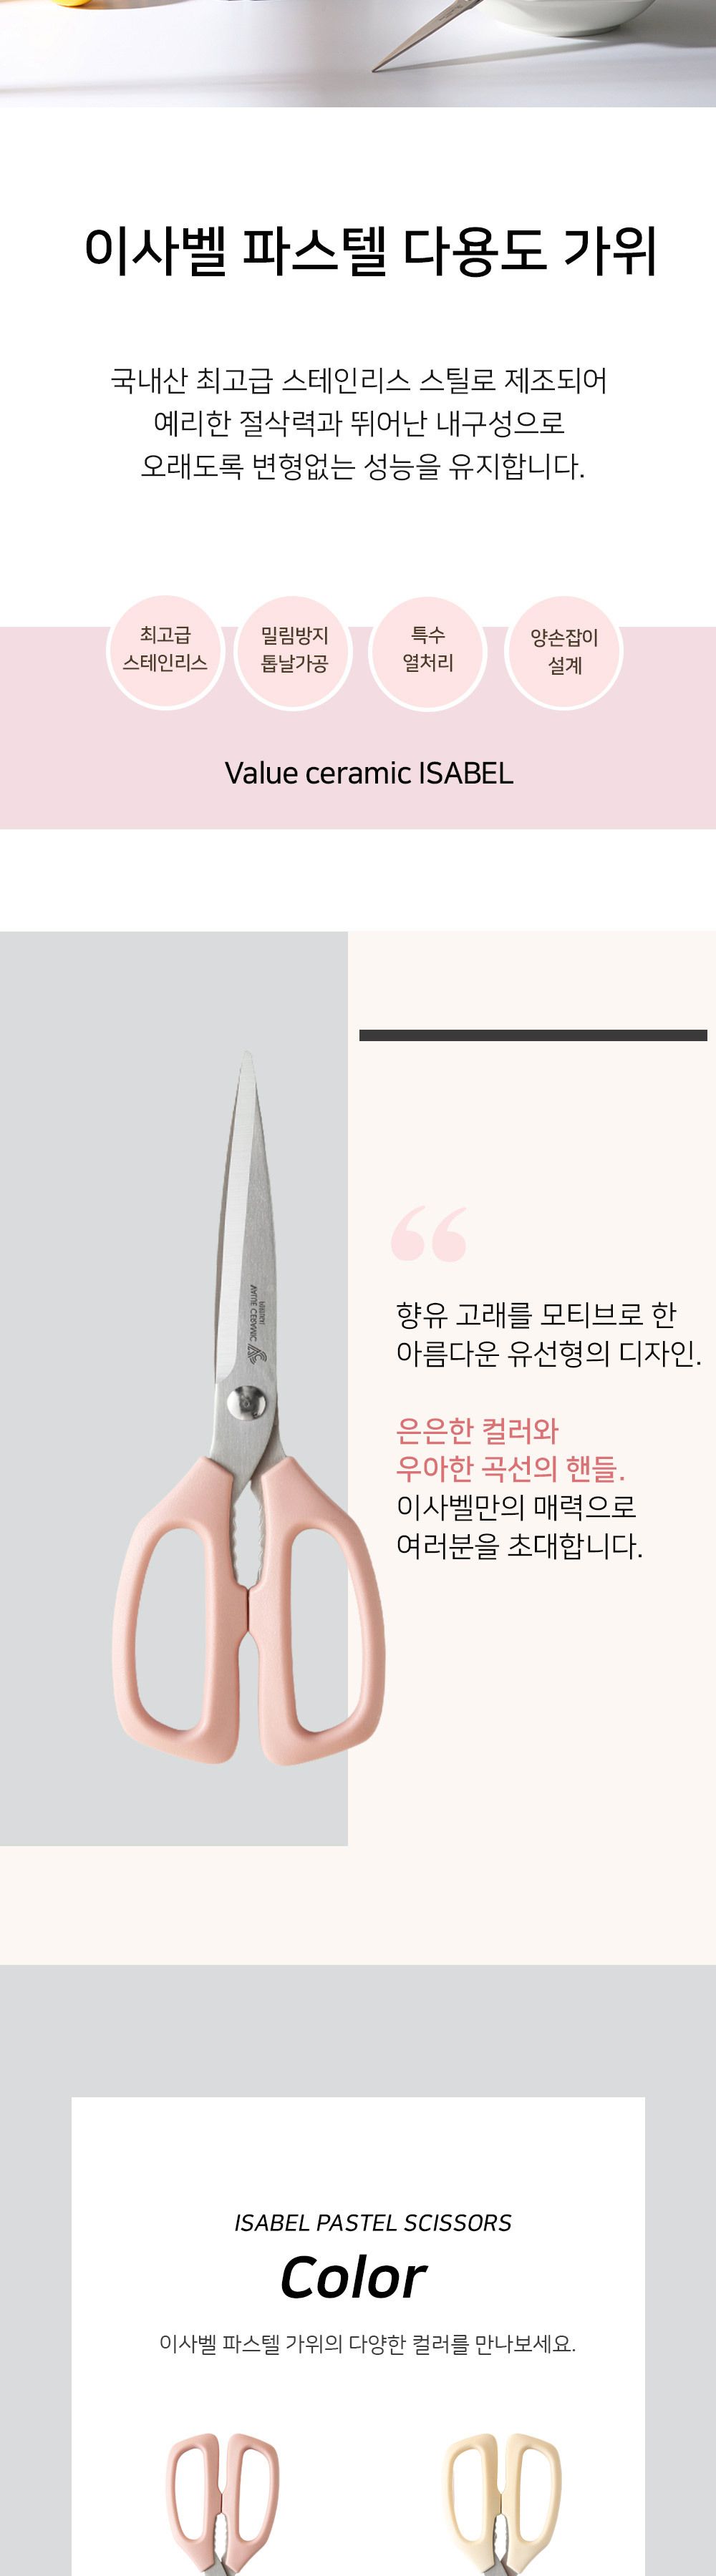 이사벨 파스텔 다용도 가위
국내산 최고급 스테인리스 스틸로 제조되어
예리한 절삭력과 뛰어난 내구성으로
오래도록 변형없는 성능을 유지합니다.
최고급
스테인리스
밀림방지
톱날가공
특수
열처리
양손잡이
설계
Value ceramic ISABEL
VALUE CERAMIC
“
향유 고래를 모티브로 한
아름다운 유선형의 디자인.
은은한 컬러와
우아한 곡선의 핸들.
이사벨만의 매력으로
여러분을 초대합니다.
ISABEL PASTEL SCISSORS
Color
이사벨 파스텔 가위의 다양한 컬러를 만나보세요.